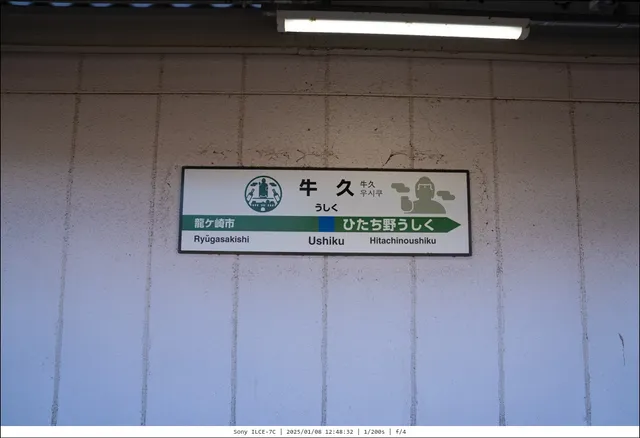 牛久
牛久
우시쿠
うしく
龍ケ崎市
ひたち野うしく
Ryūgasakishi
Ushiku
Hitachinoushiku
Sony ILCE-7C | 2025/01/08 12:48:32 | 1/200s | f/4